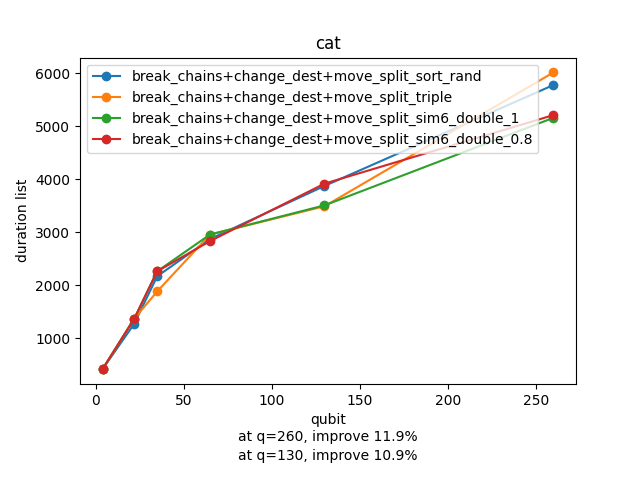 cat
6000
5000
4000
3000
2000
1000
duration list
break_chains+change_dest+move_split_sort_rand
break_chains+change_dest+move_split_triple
break_chains+change_dest+move_split_sim6_double_1
break_chains+change_dest+move_split_sim6_double_0.8
0 50 100 150 200 250
qubit
at q=260, improve 11.9%
at q=130, improve 10.9%